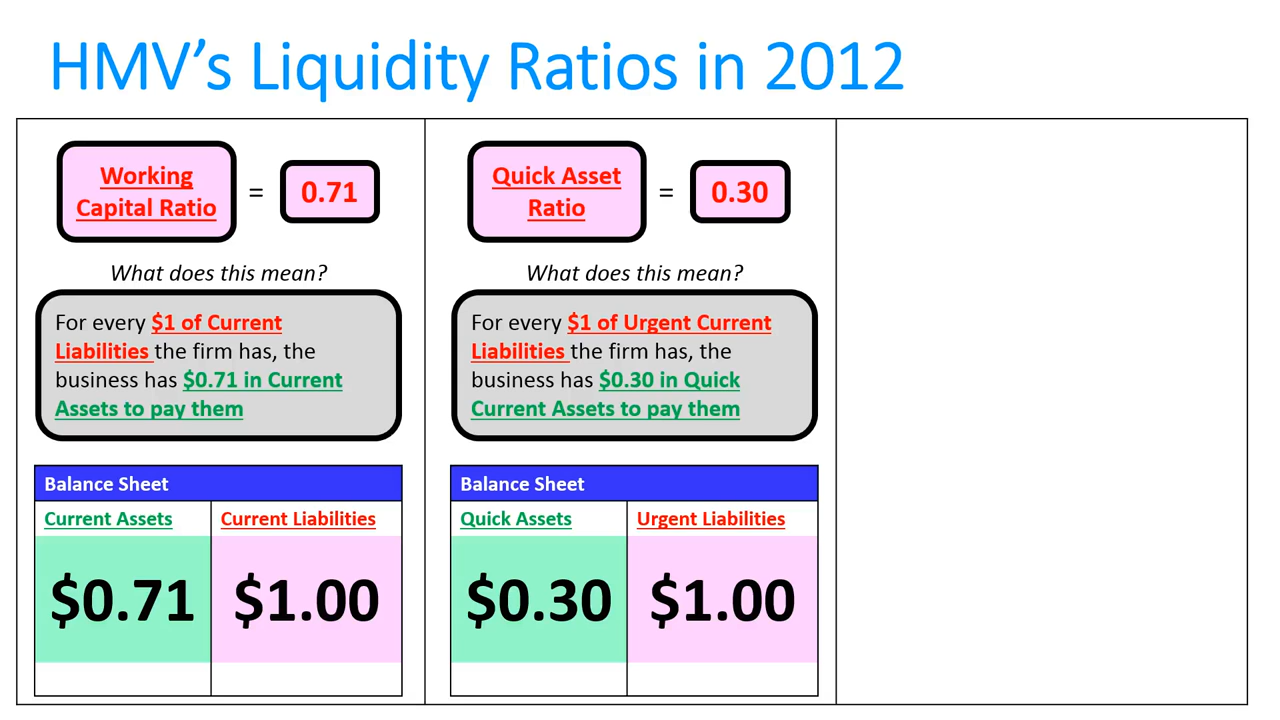 HMV’s Liquidity Ratios in 2012
Working
Capital Ratio
=
0.71
What does this mean?
For every $1 of Current
Liabilities the firm has, the
business has $0.71 in Current
Assets to pay them
Balance Sheet
Current Assets
Current Liabilities
$0.71
$1.00
Quick Asset
Ratio
=
0.30
What does this mean?
For every $1 of Urgent Current
Liabilities the firm has, the
business has $0.30 in Quick
Current Assets to pay them
Balance Sheet
Quick Assets
Urgent Liabilities
$0.30
$1.00